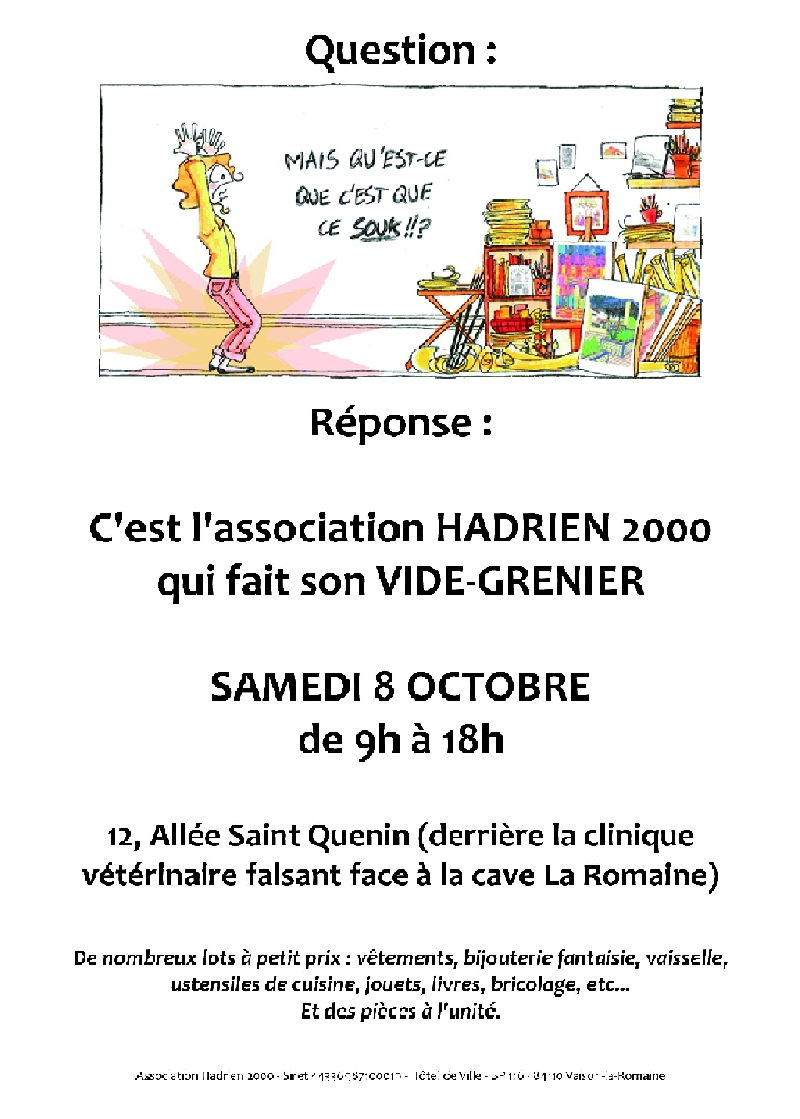 Question :
MAIS QU'EST-CE
QUE C'EST QUE
CE SOUK!!?
Réponse :
C'est l'association HADRIEN 2000
qui fait son VIDE-GRENIER
SAMEDI 8 OCTOBRE
de 9h à 18h
12, Allée Saint Quenin (derrière la clinique
vétérinaire faisant face à la cave La Romaine)
De nombreux lots à petit prix : vêtements, bijouterie fantaisie, vaisselle,
ustensiles de cuisine, jouets, livres, bricolage, etc...
Et des pièces à l'unité.
Association Hadrien 2000 - Siret - Hôtel de Ville - BP 116 - 84110 Vaison-la-Romaine